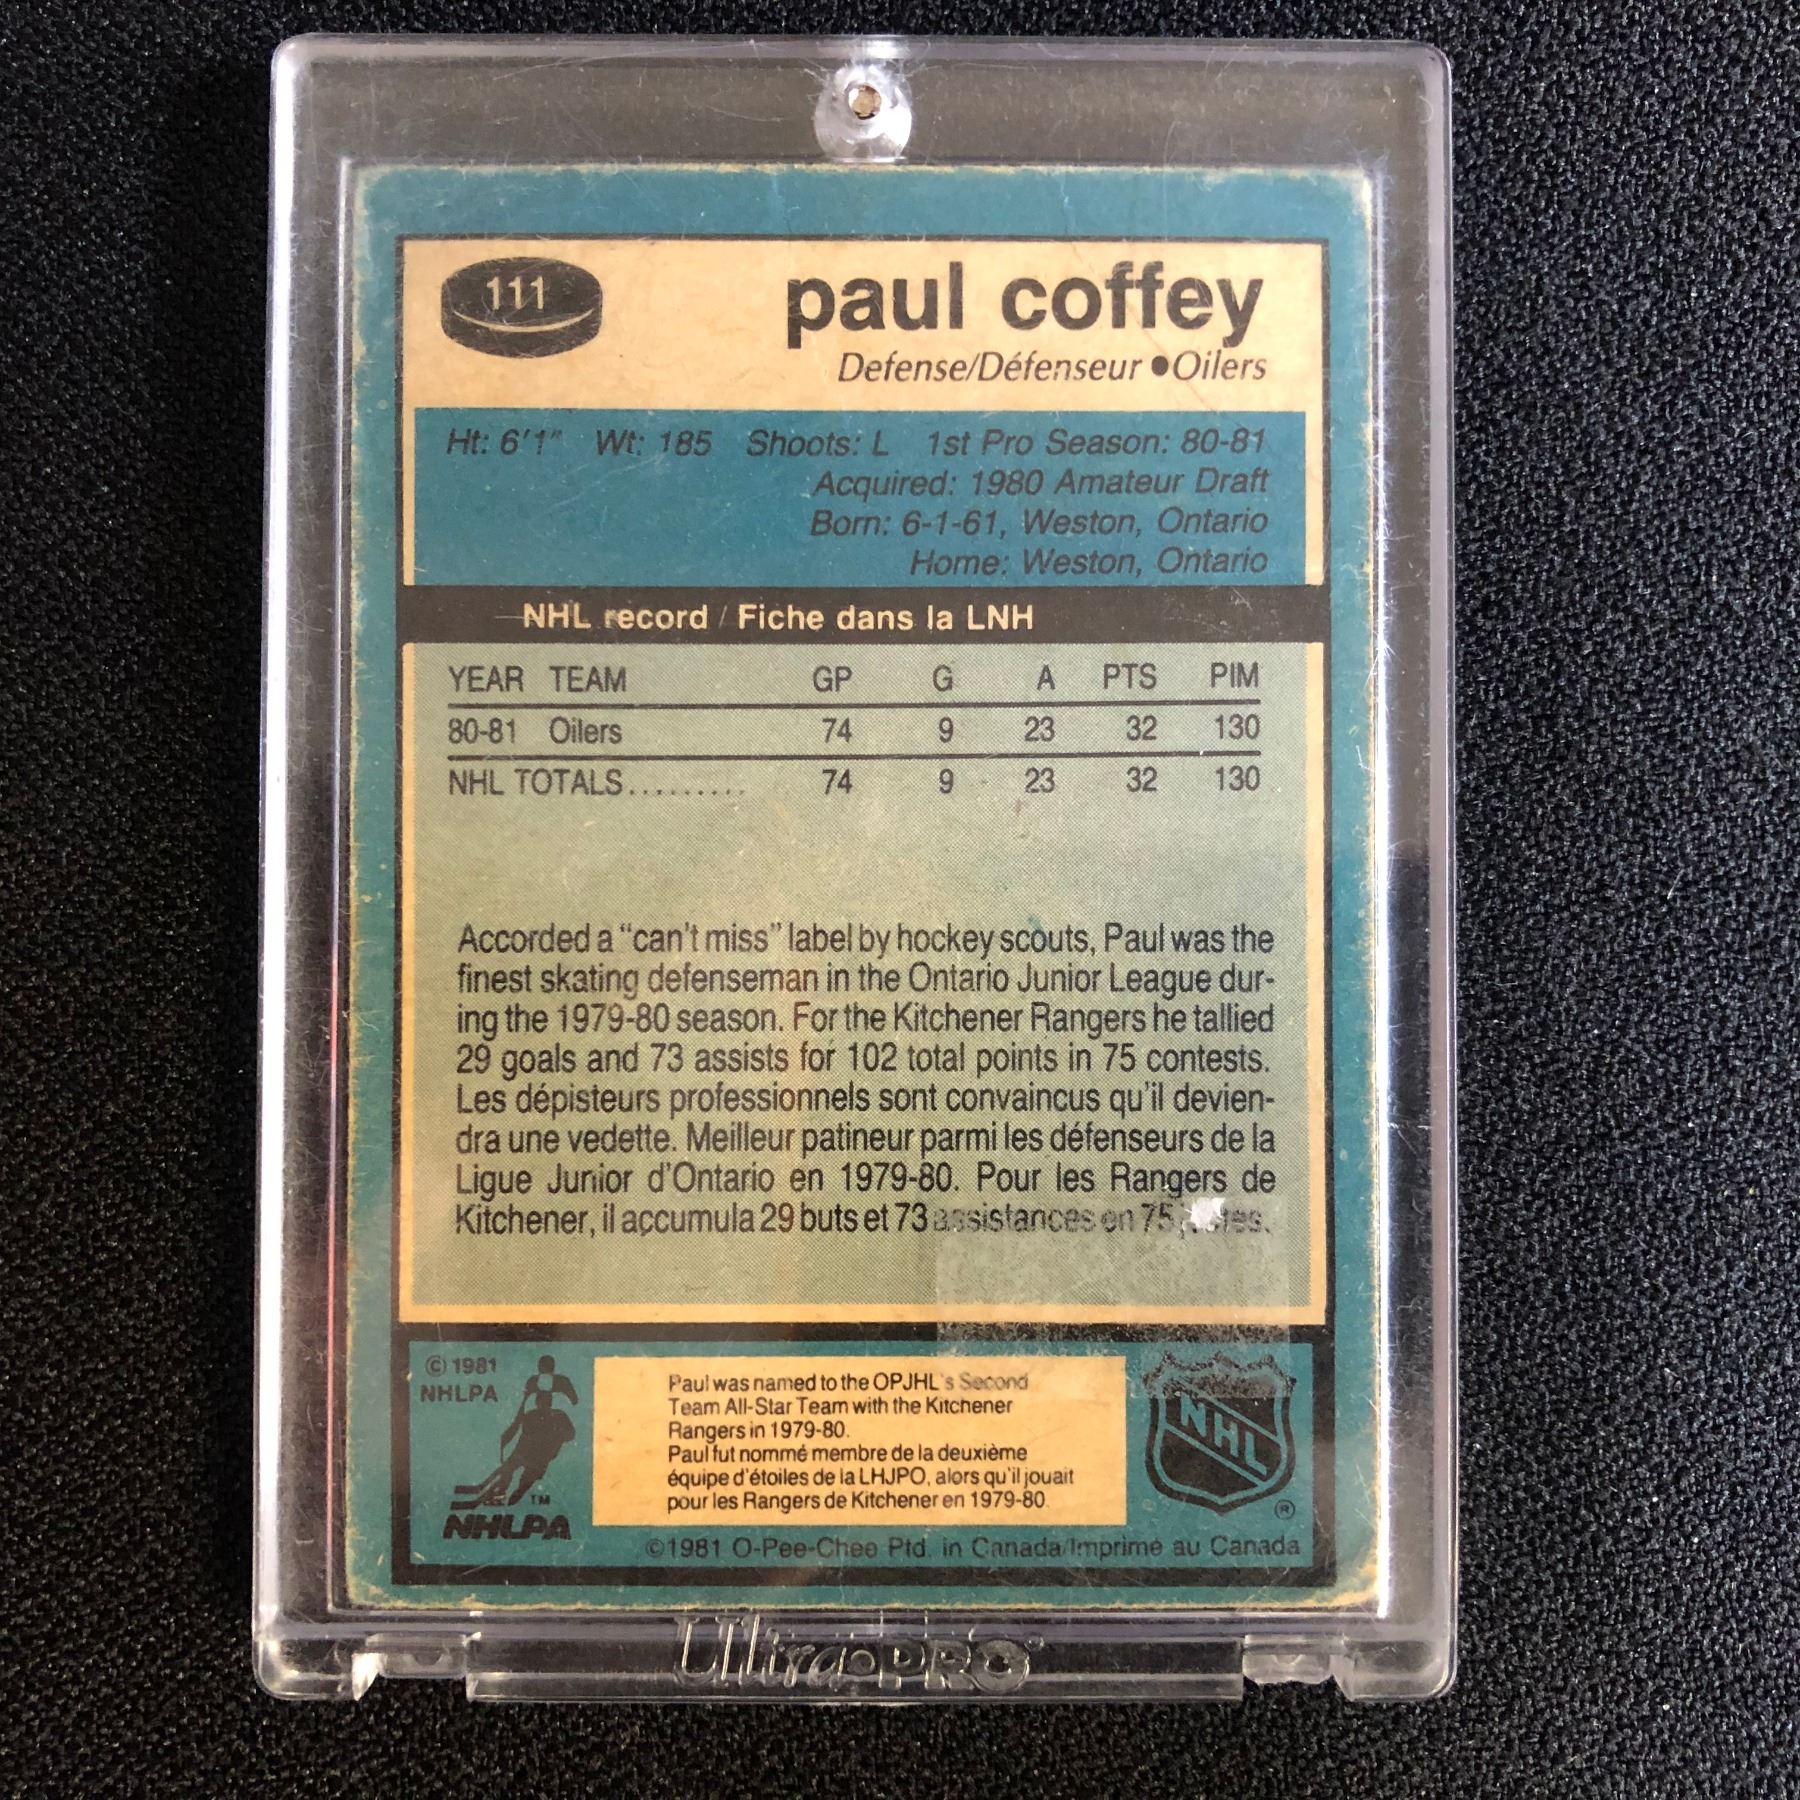 111
paul coffey
Defense/Défenseur ● Oilers
Ht: 6'1" Wt: 185 Shoots: L 1st Pro Season: 80-81
Acquired: 1980 Amateur Draft
Born: 6-1-61, Weston, Ontario
Home: Weston, Ontario
NHL record / Fiche dans la LNH
YEAR TEAM GP G A PTS PIM
80-81 Oilers 74 9 23 32 130
NHL TOTALS......... 74 9 23 32 130
Accorded a "can't miss" label by hockey scouts, Paul was the
finest skating defenseman in the Ontario Junior League dur-
ing the 1979-80 season. For the Kitchener Rangers he tallied
29 goals and 73 assists for 102 total points in 75 contests.
Les dépisteurs professionnels sont convaincus qu'il devien-
dra une vedette. Meilleur patineur parmi les défenseurs de la
Ligue Junior d'Ontario en 1979-80. Pour les Rangers de
Kitchener, il accumula 29 buts et 73 assistances en 75
© 1981
NHLPA
TM
NHLPA
Paul was named to the OPJHL's Second
Team All-Star Team with the Kitchener
Rangers in 1979-80.
Paul fut nommé membre de la deuxième
équipe d'étoiles de la LHJPO, alors qu'il jouait
pour les Rangers de Kitchener en 1979-80.
NHL
®
©1981 O-Pee-Chee Ptd. in Canada/Imprimé au Canada
Ultra•PRO